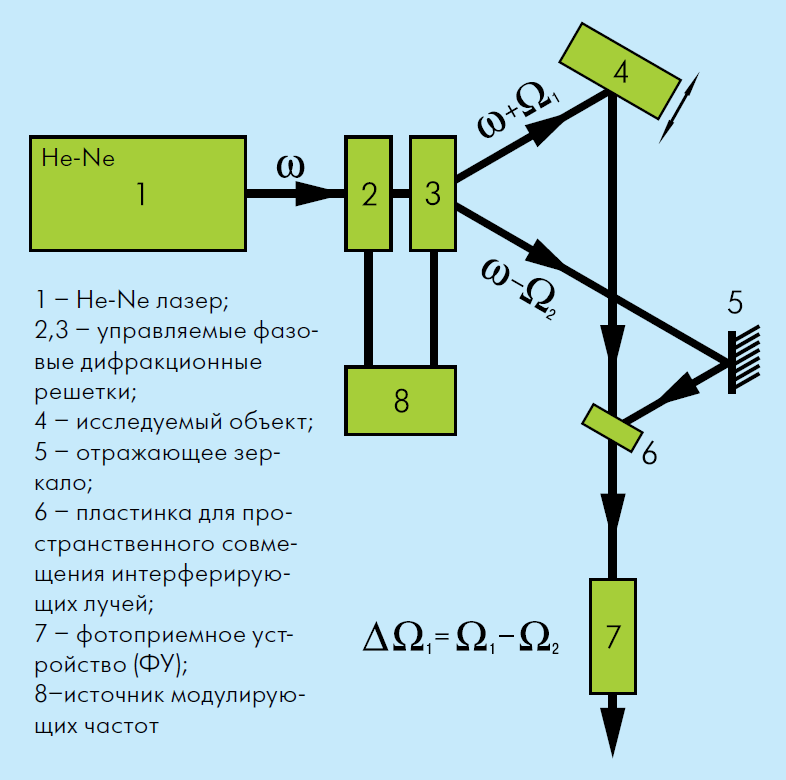 He-Ne
1
ω
2
3
ω+Ω₁
4
ω−Ω₂
5
6
7
8
1 – He-Ne лазер;
2,3 – управляемые фазо-
вые дифракционные
решетки;
4 – исследуемый объект;
5 – отражающее зер-
кало;
6 – пластинка для про-
странственного совме-
щения интерферирую-
щих лучей;
7 – фотоприемное уст-
ройство (ФУ);
8–источник модулирую-
щих частот
ΔΩ₁=Ω₁−Ω₂